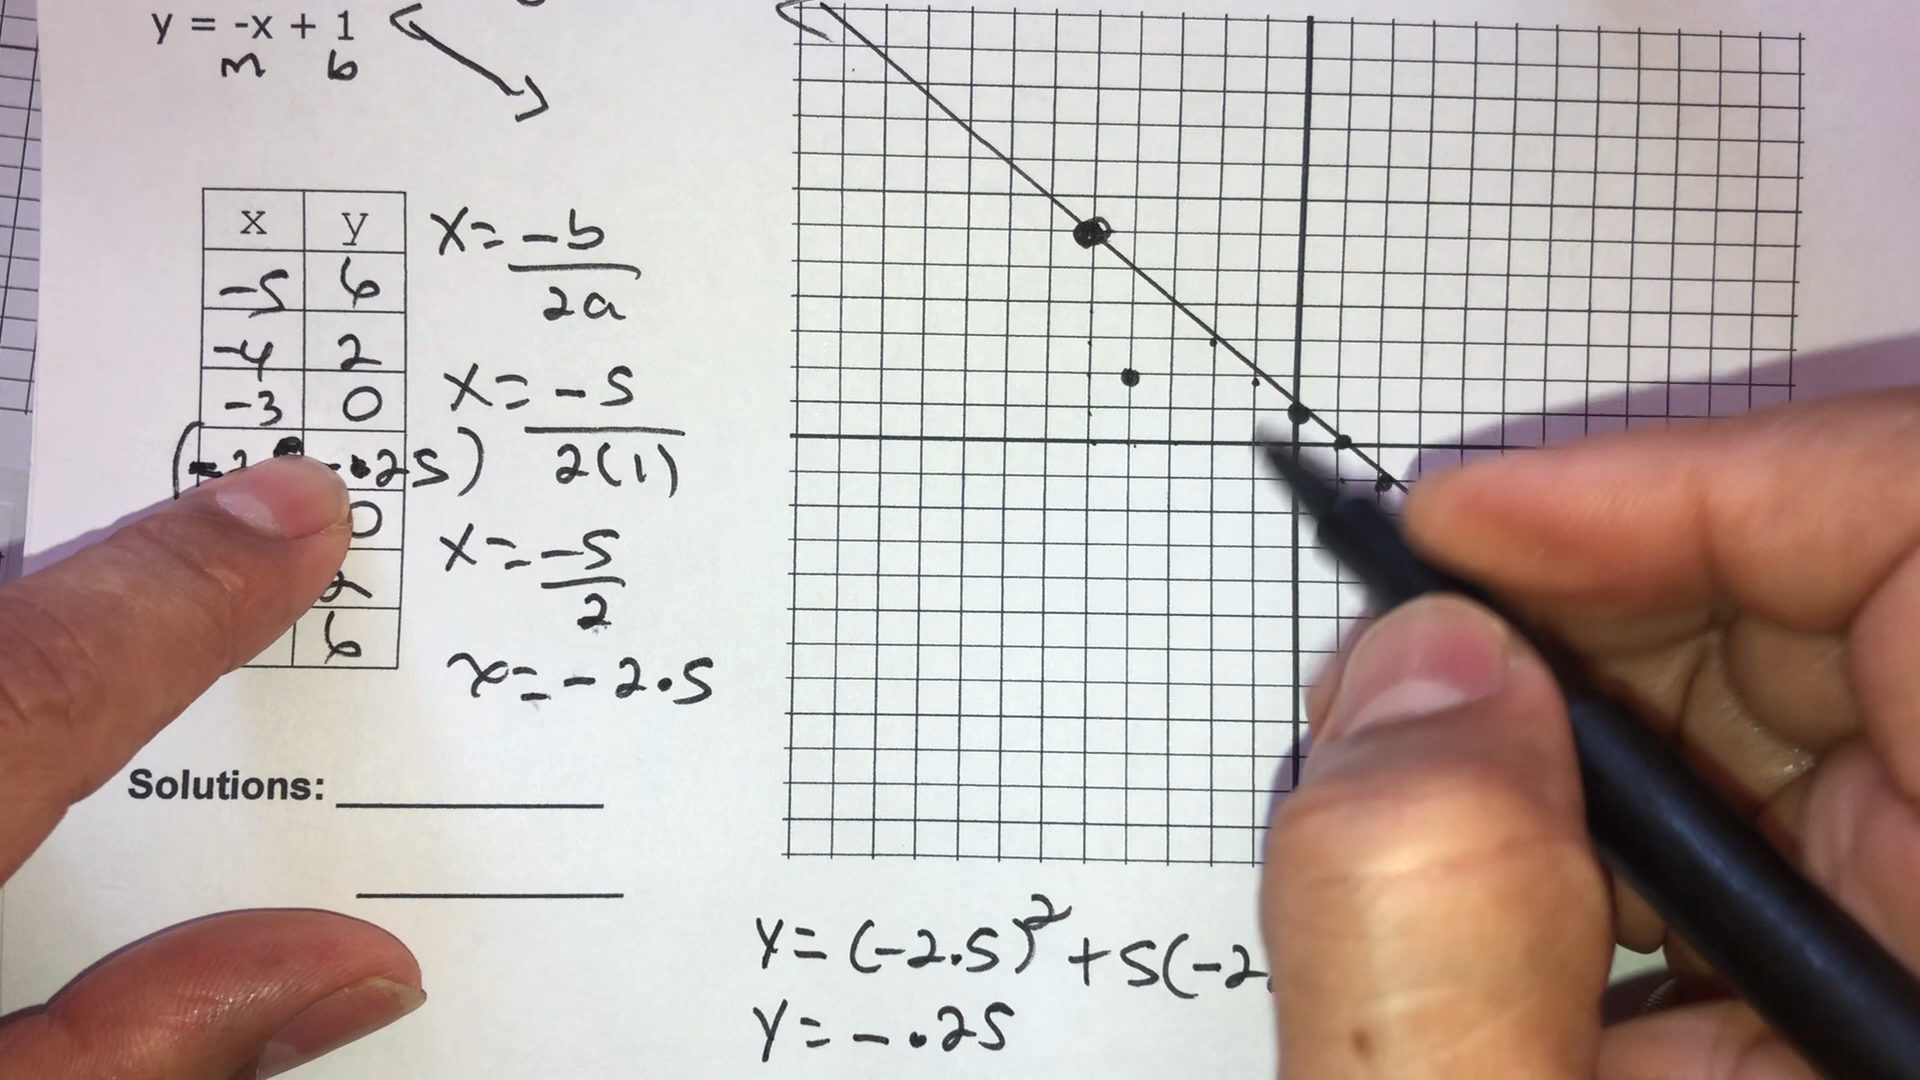 y = -x + 1
m b
x y
-5 6
-4 2
-3 0
-.25)
0
2
6
x = -b
2a
x = -5
2(1)
x = -5
2
x = -2.5
Solutions:
y = (-2.5)² + 5(-2.
y = -.25